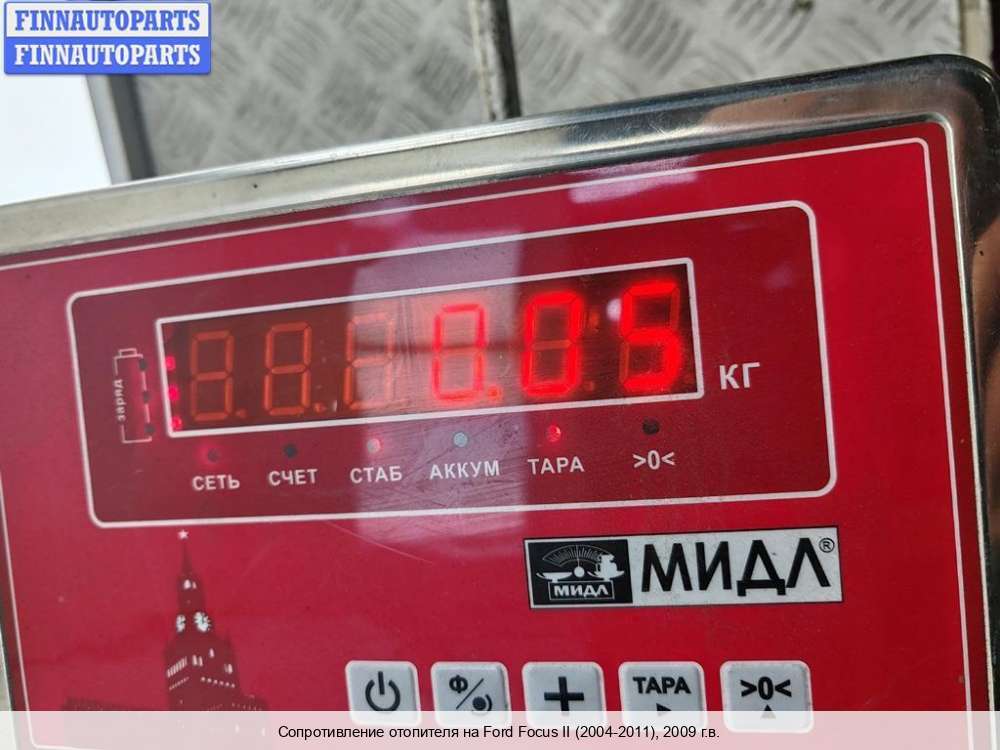 FINNAUTOPARTS
FINNAUTOPARTS
0.05
КГ
заряд
СЕТЬ СЧЕТ СТАБ АККУМ ТАРА >0<
МИДЛ МИДЛ®
Ф + ТАРА >0<
Сопротивление отопителя на Ford Focus II (2004-2011), 2009 г.в.